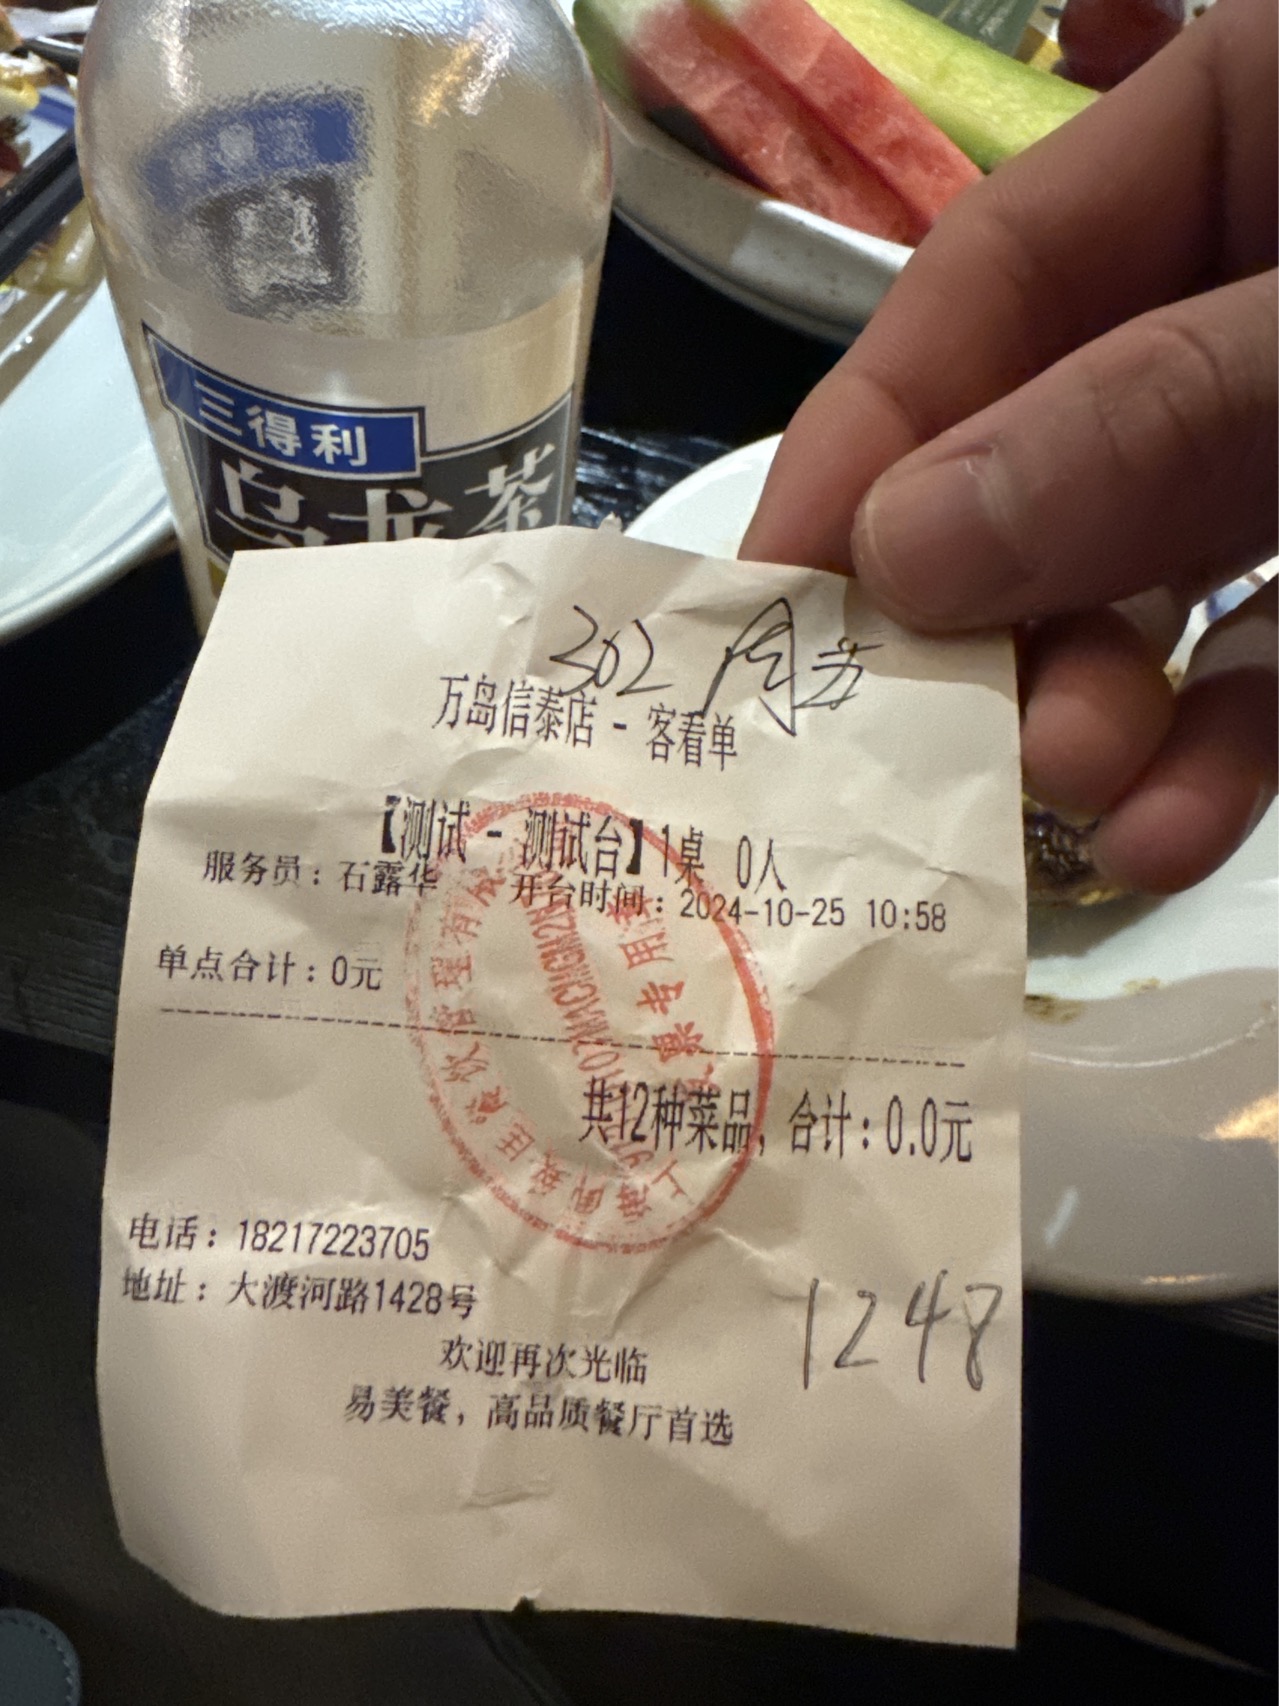 三得利
乌龙茶
302
万岛信泰店 - 客看单
【测试 - 测试台】1桌 0人
服务员：石露华 开台时间：2024-10-25 10:58
单点合计：0元
共12种菜品，合计：0.0元
电话：18217223705
地址：大渡河路1428号
1248
欢迎再次光临
易美餐，高品质餐厅首选